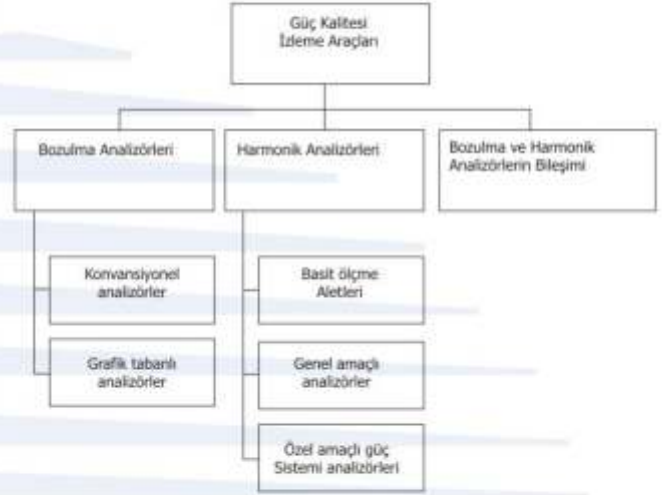 Güç Kalitesi
İzleme Araçları
Bozulma Analizörleri
Harmonik Analizörleri
Bozulma ve Harmonik
Analizörlerin Bileşimi
Konvansiyonel
analizörler
Grafik tabanlı
analizörler
Basit ölçme
Aletleri
Genel amaçlı
analizörler
Özel amaçlı güç
Sistemi analizörleri